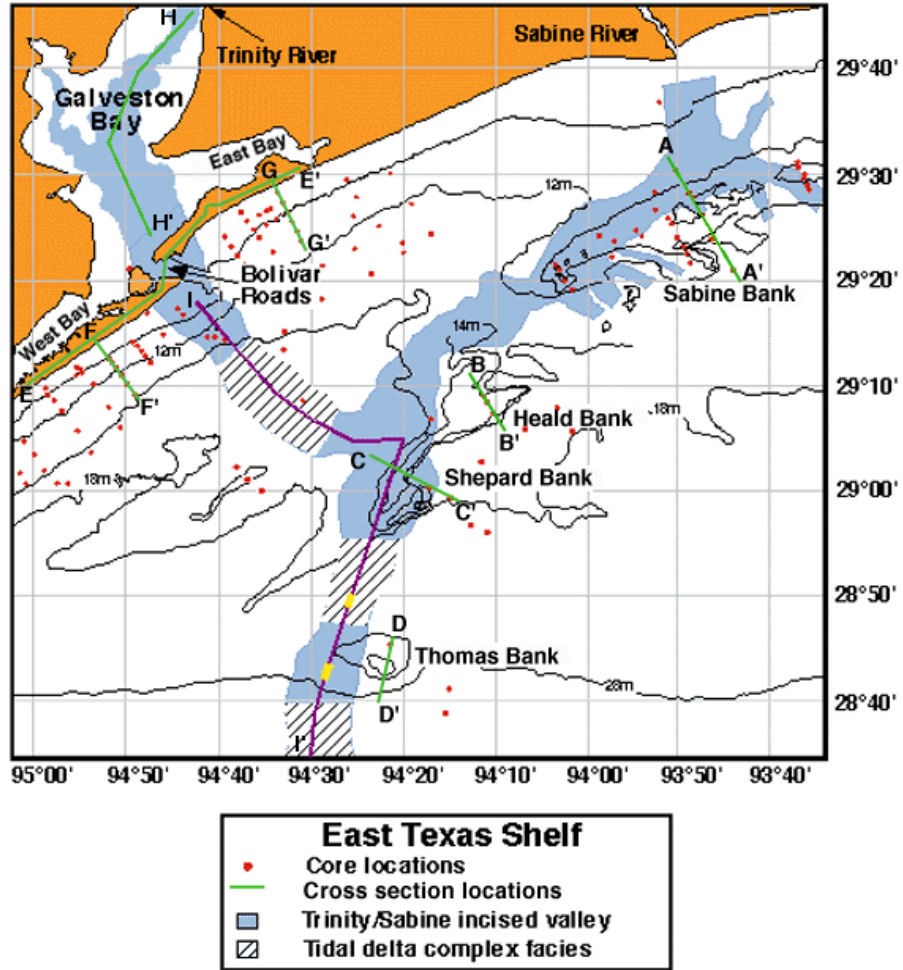 H
Trinity River
Sabine River
29°40'
Galveston
Bay
A
East Bay
G
E'
29°30'
12m
H'
G'
Bolivar
Roads
A'
29°20'
Sabine Bank
I
West Bay
F
14m
12m
B
29°10'
E
F'
18m
Heald Bank
B'
C
Shepard Bank
18m
29°00'
C'
28°50'
D
Thomas Bank
28m
28°40'
D'
I'
95°00' 94°50' 94°40' 94°30' 94°20' 94°10' 94°00' 93°50' 93°40'
East Texas Shelf
Core locations
Cross section locations
Trinity/Sabine incised valley
Tidal delta complex facies